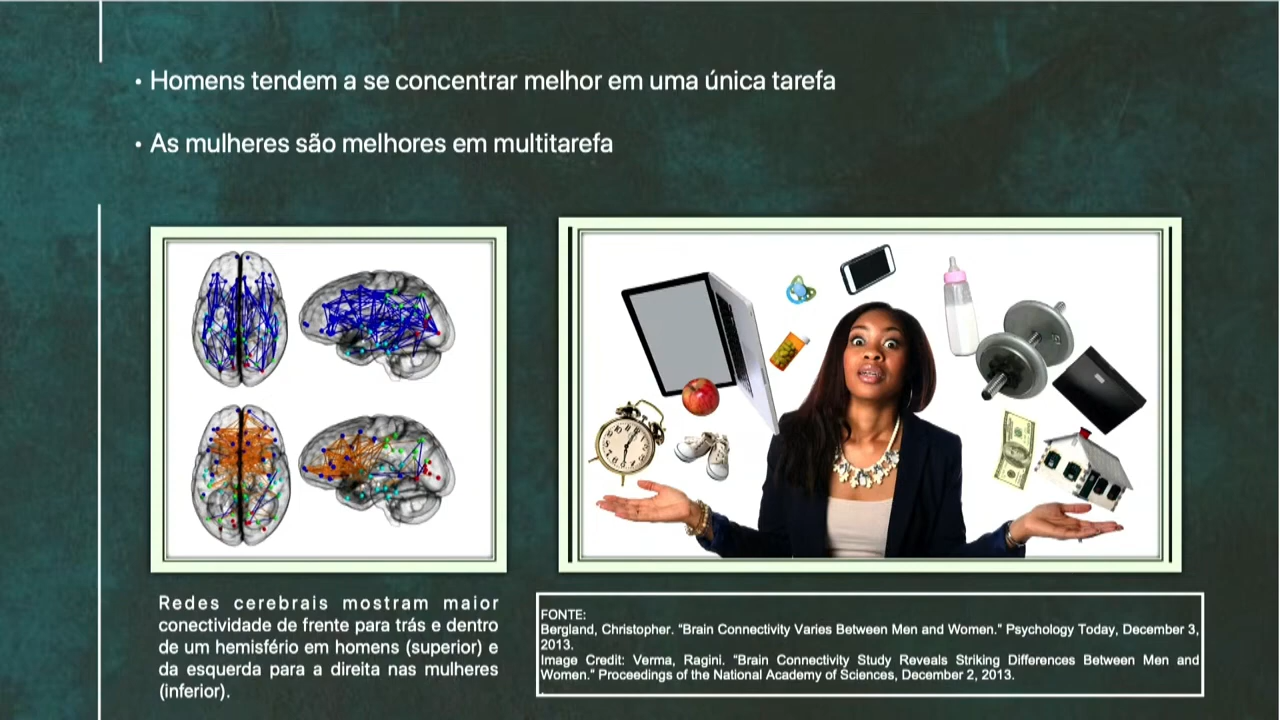 • Homens tendem a se concentrar melhor em uma única tarefa
• As mulheres são melhores em multitarefa
Redes cerebrais mostram maior
conectividade de frente para trás e dentro
de um hemisfério em homens (superior) e
da esquerda para a direita nas mulheres
(inferior).
FONTE:
Bergland, Christopher. “Brain Connectivity Varies Between Men and Women.” Psychology Today, December 3,
2013.
Image Credit: Verma, Ragini. “Brain Connectivity Study Reveals Striking Differences Between Men and
Women.” Proceedings of the National Academy of Sciences, December 2, 2013.
.